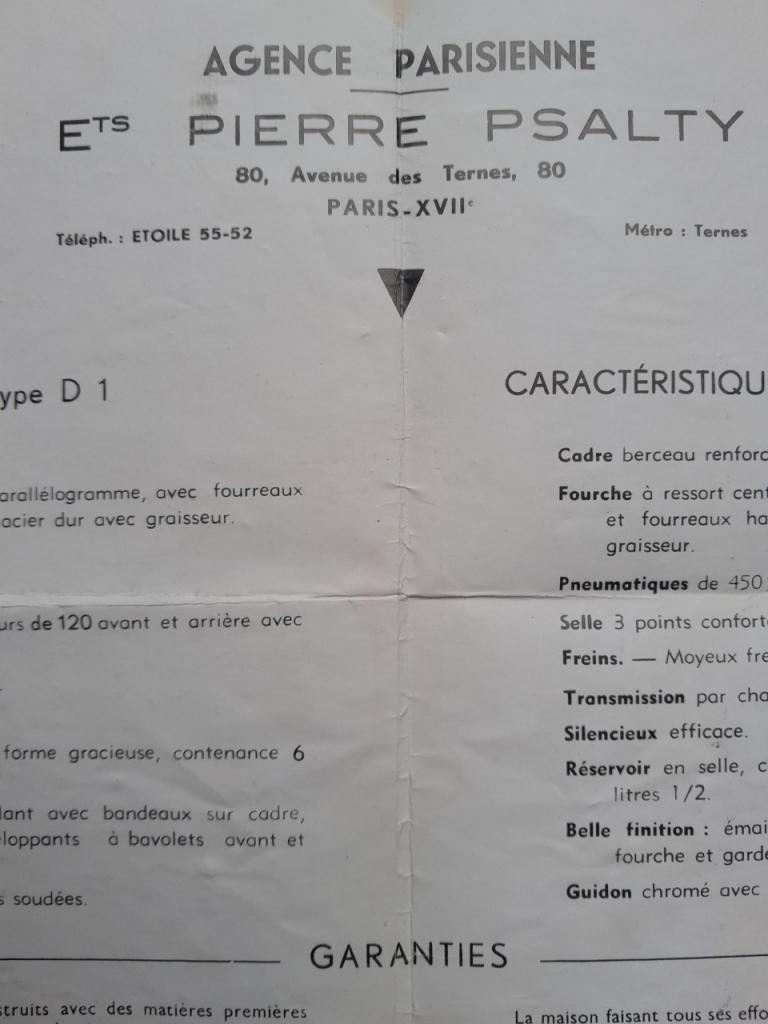 AGENCE PARISIENNE
ETS PIERRE PSALTY
80, Avenue des Ternes, 80
PARIS-XVIIe
Téléph. : ETOILE 55-52
Métro : Ternes
ype D 1
arallélogramme, avec fourreaux
acier dur avec graisseur.
urs de 120 avant et arrière avec
forme gracieuse, contenance 6
lant avec bandeaux sur cadre,
loppants à bavolets avant et
s soudées.
CARACTÉRISTIQU
Cadre berceau renforc
Fourche à ressort cent
et fourreaux ha
graisseur.
Pneumatiques de 450
Selle 3 points conforta
Freins. — Moyeux fre
Transmission par cha
Silencieux efficace.
Réservoir en selle, c
litres 1/2.
Belle finition : émai
fourche et garde
Guidon chromé avec
GARANTIES
struits avec des matières premières
La maison faisant tous ses effo